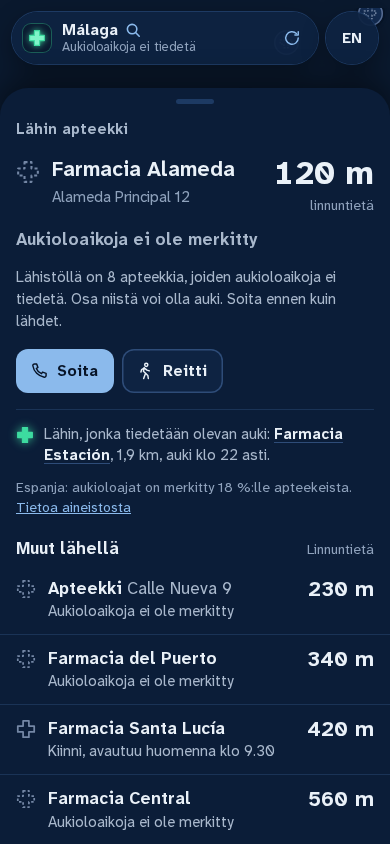 Málaga
Aukioloaikoja ei tiedetä
EN
Lähin apteekki
Farmacia Alameda
120 m
Alameda Principal 12
linnuntietä
Aukioloaikoja ei ole merkitty
Lähistöllä on 8 apteekkia, joiden aukioloaikoja ei
tiedetä. Osa niistä voi olla auki. Soita ennen kuin
lähdet.
Soita
Reitti
Lähin, jonka tiedetään olevan auki: Farmacia
Estación, 1,9 km, auki klo 22 asti.
Espanja: aukioloajat on merkitty 18 %:lle apteekeista.
Tietoa aineistosta
Muut lähellä
Linnuntietä
Apteekki Calle Nueva 9
230 m
Aukioloaikoja ei ole merkitty
Farmacia del Puerto
340 m
Aukioloaikoja ei ole merkitty
Farmacia Santa Lucía
420 m
Kiinni, avautuu huomenna klo 9.30
Farmacia Central
560 m
Aukioloaikoja ei ole merkitty